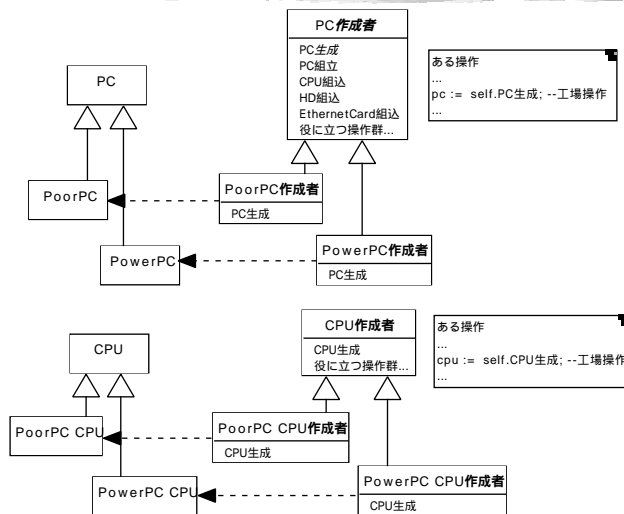 PC作成者
PC生成
PC組立
CPU組込
HD組込
EthernetCard組込
役に立つ操作群...
ある操作
...
pc := self.PC生成; --工場操作
...
PC
PoorPC
PoorPC作成者
PC生成
PowerPC
PowerPC作成者
PC生成
CPU作成者
CPU生成
役に立つ操作群...
ある操作
...
cpu := self.CPU生成; --工場操作
...
CPU
PoorPC CPU
PoorPC CPU作成者
CPU生成
PowerPC CPU
PowerPC CPU作成者
CPU生成